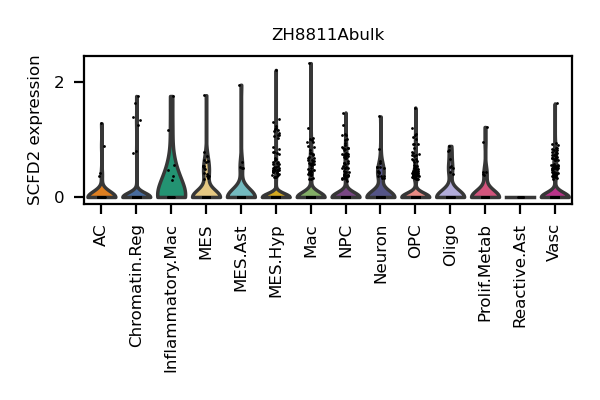 ZH8811Abulk
SCFD2 expression
2
0
AC
Chromatin.Reg
Inflammatory.Mac
MES
MES.Ast
MES.Hyp
Mac
NPC
Neuron
OPC
Oligo
Prolif.Metab
Reactive.Ast
Vasc